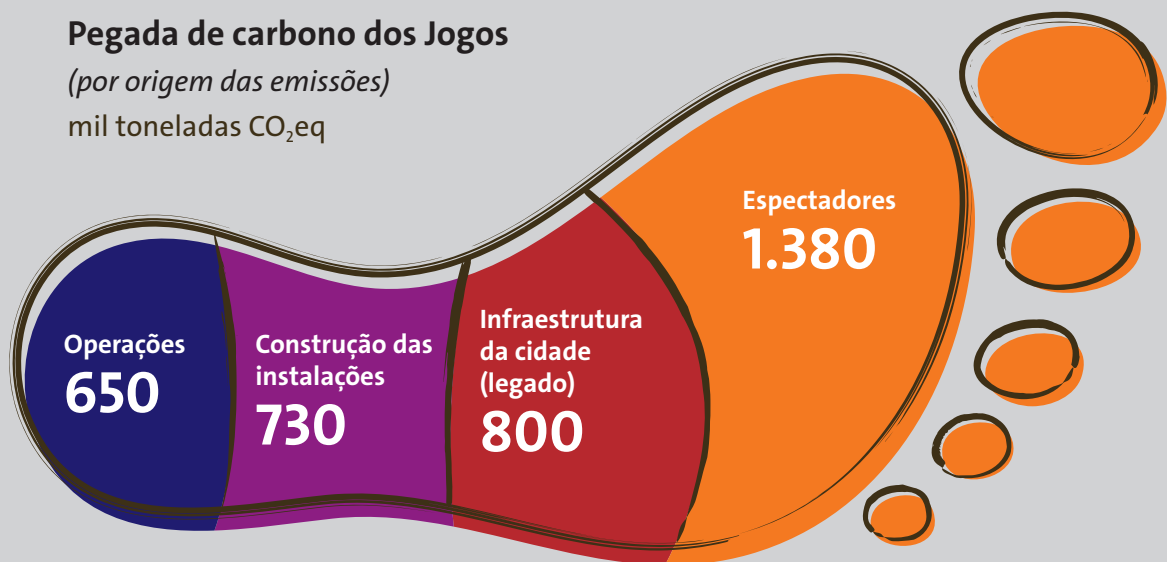 Pegada de carbono dos Jogos
(por origem das emissões)
mil toneladas CO₂eq
Operações
650
Construção das
instalações
730
Infraestrutura
da cidade
(legado)
800
Espectadores
1.380